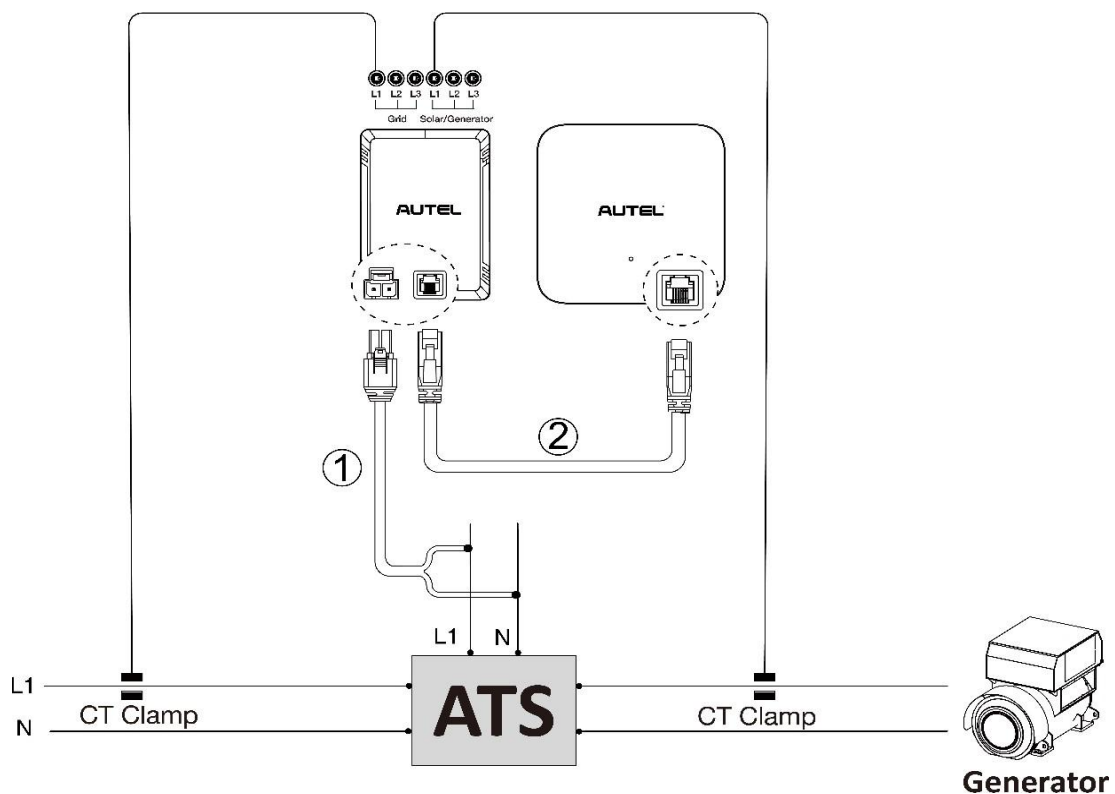 L1 L2 L3 L1 L2 L3
Grid Solar/Generator
AUTEL AUTEL
①
②
L1 N
ATS
L1
N
CT Clamp
CT Clamp
Generator